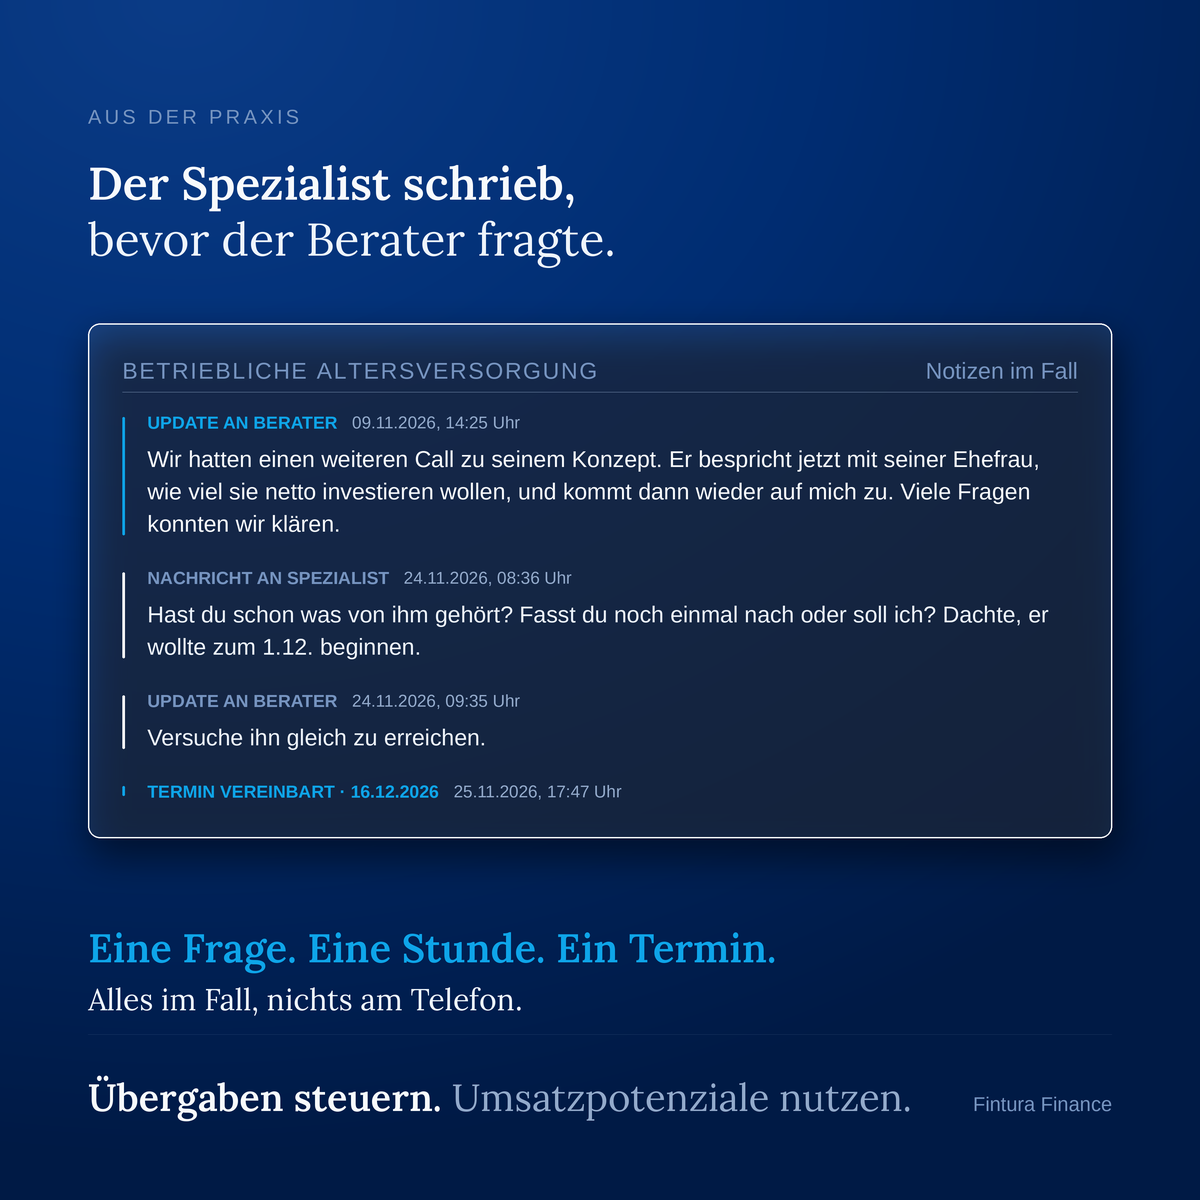 AUS DER PRAXIS
Der Spezialist schrieb,
bevor der Berater fragte.
BETRIEBLICHE ALTERSVERSORGUNG Notizen im Fall
UPDATE AN BERATER 09.11.2026, 14:25 Uhr
Wir hatten einen weiteren Call zu seinem Konzept. Er bespricht jetzt mit seiner Ehefrau,
wie viel sie netto investieren wollen, und kommt dann wieder auf mich zu. Viele Fragen
konnten wir klären.
NACHRICHT AN SPEZIALIST 24.11.2026, 08:36 Uhr
Hast du schon was von ihm gehört? Fasst du noch einmal nach oder soll ich? Dachte, er
wollte zum 1.12. beginnen.
UPDATE AN BERATER 24.11.2026, 09:35 Uhr
Versuche ihn gleich zu erreichen.
TERMIN VEREINBART · 16.12.2026 25.11.2026, 17:47 Uhr
Eine Frage. Eine Stunde. Ein Termin.
Alles im Fall, nichts am Telefon.
Übergaben steuern. Umsatzpotenziale nutzen. Fintura Finance